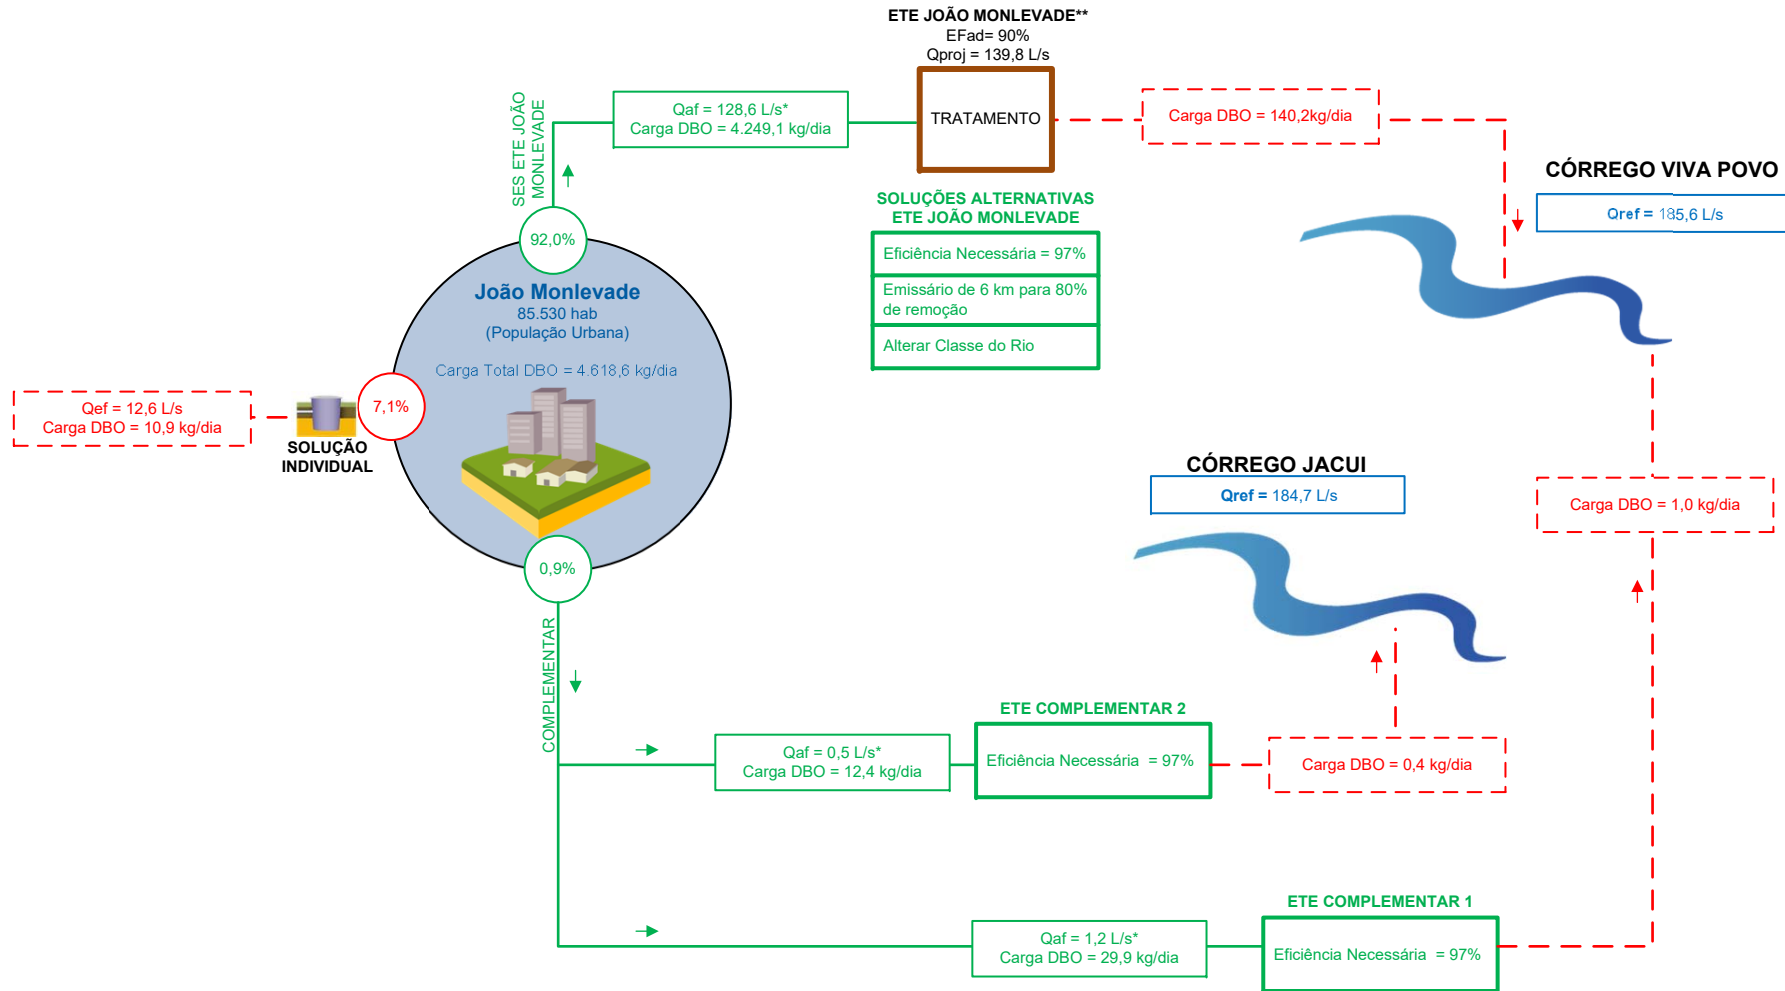 ETE JOÃO MONLEVADE**
EFad= 90%
Qproj = 139,8 L/s
SES ETE JOÃO
MONLEVADE
Qaf = 128,6 L/s*
Carga DBO = 4.249,1 kg/dia
TRATAMENTO
Carga DBO = 140,2kg/dia
CÓRREGO VIVA POVO
Qref = 185,6 L/s
SOLUÇÕES ALTERNATIVAS
ETE JOÃO MONLEVADE
Eficiência Necessária = 97%
Emissário de 6 km para 80%
de remoção
Alterar Classe do Rio
92,0%
João Monlevade
85.530 hab
(População Urbana)
Carga Total DBO = 4.618,6 kg/dia
7,1%
Qef = 12,6 L/s
Carga DBO = 10,9 kg/dia
SOLUÇÃO
INDIVIDUAL
CÓRREGO JACUI
Qref = 184,7 L/s
Carga DBO = 1,0 kg/dia
0,9%
COMPLEMENTAR
ETE COMPLEMENTAR 2
Qaf = 0,5 L/s*
Carga DBO = 12,4 kg/dia
Eficiência Necessária = 97%
Carga DBO = 0,4 kg/dia
ETE COMPLEMENTAR 1
Qaf = 1,2 L/s*
Carga DBO = 29,9 kg/dia
Eficiência Necessária = 97%